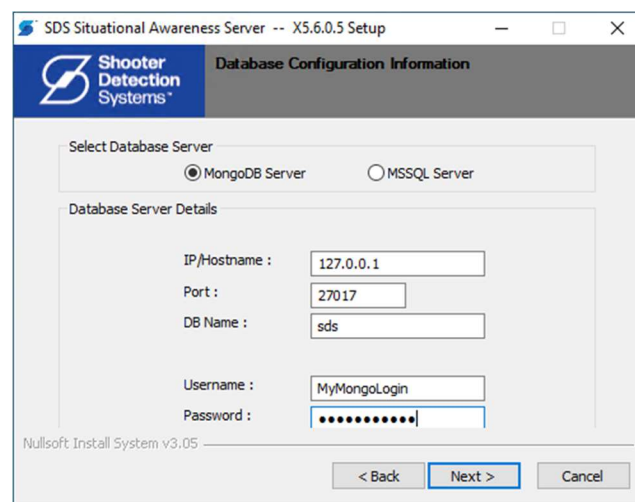 SDS Situational Awareness Server -- X5.6.0.5 Setup
Shooter
Detection
Systems™
Database Configuration Information
Select Database Server
MongoDB Server MSSQL Server
Database Server Details
IP/Hostname : 127.0.0.1
Port : 27017
DB Name : sds
Username : MyMongoLogin
Password : •••••••••••
Nullsoft Install System v3.05
< Back Next > Cancel